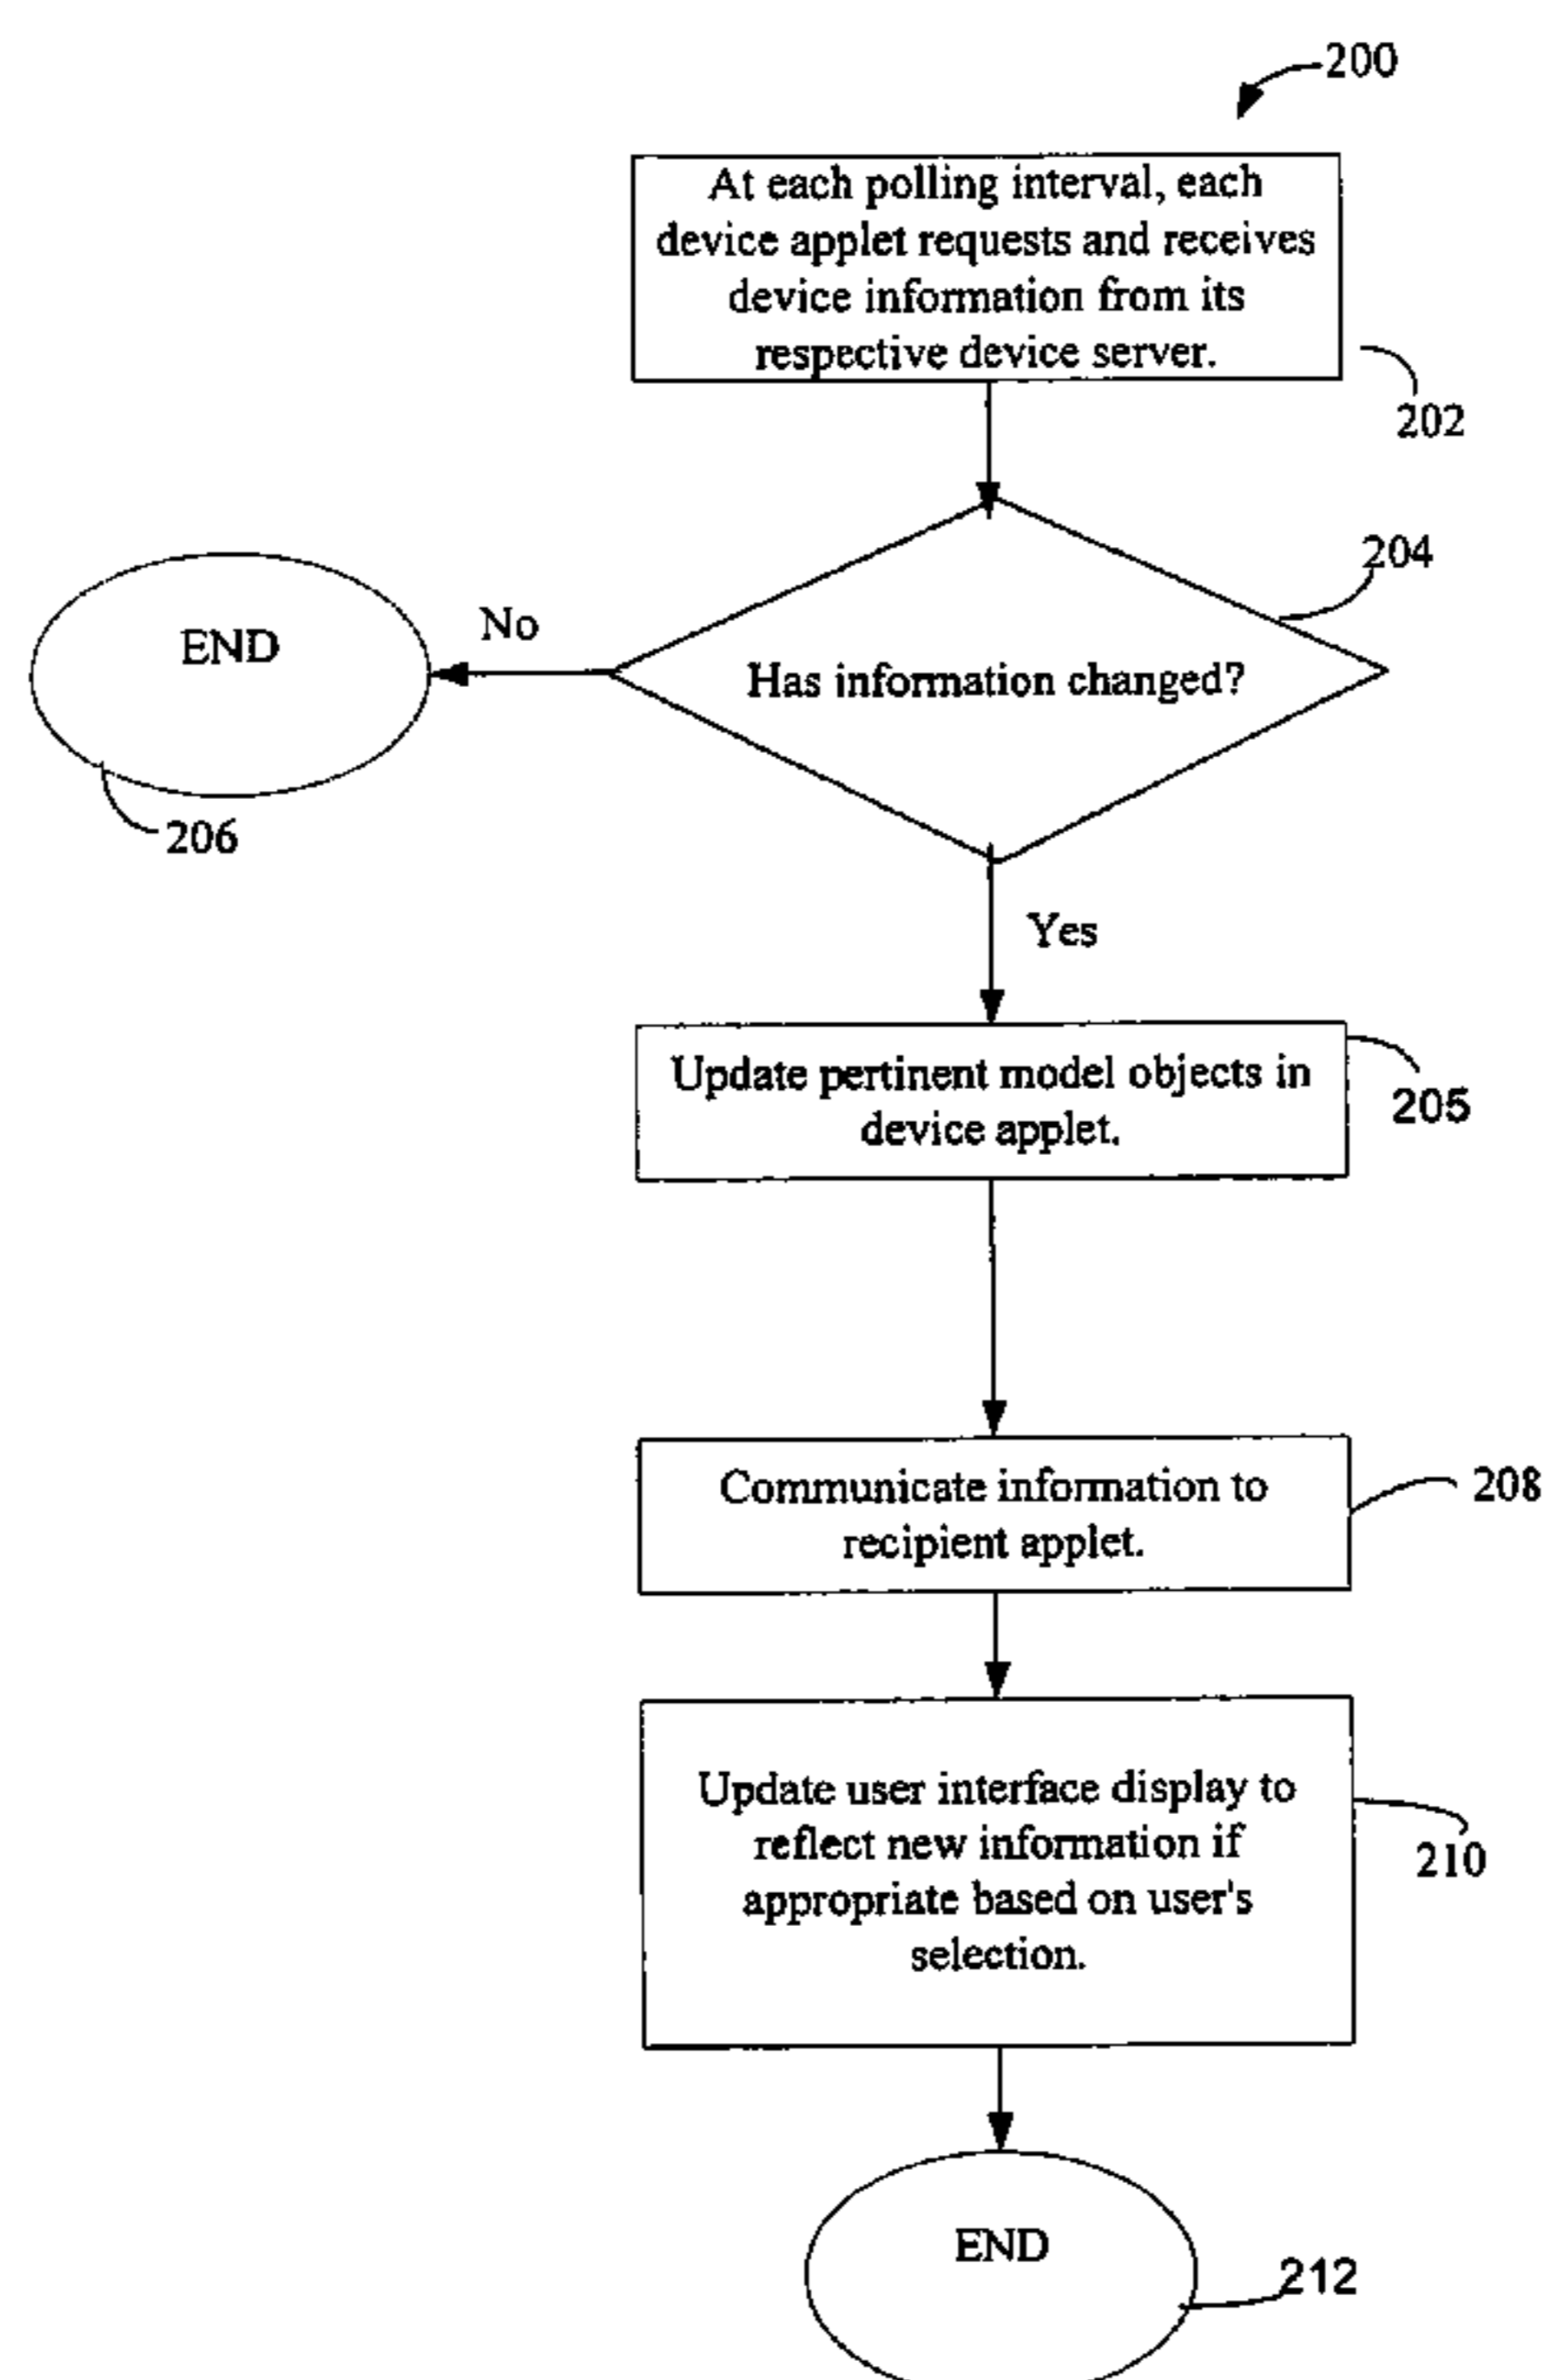 200
At each polling interval, each
device applet requests and receives
device information from its
respective device server.
202
204
Has information changed?
No
END
206
Yes
Update pertinent model objects in
device applet.
205
Communicate information to
recipient applet.
208
Update user interface display to
reflect new information if
appropriate based on user's
selection.
210
END
212